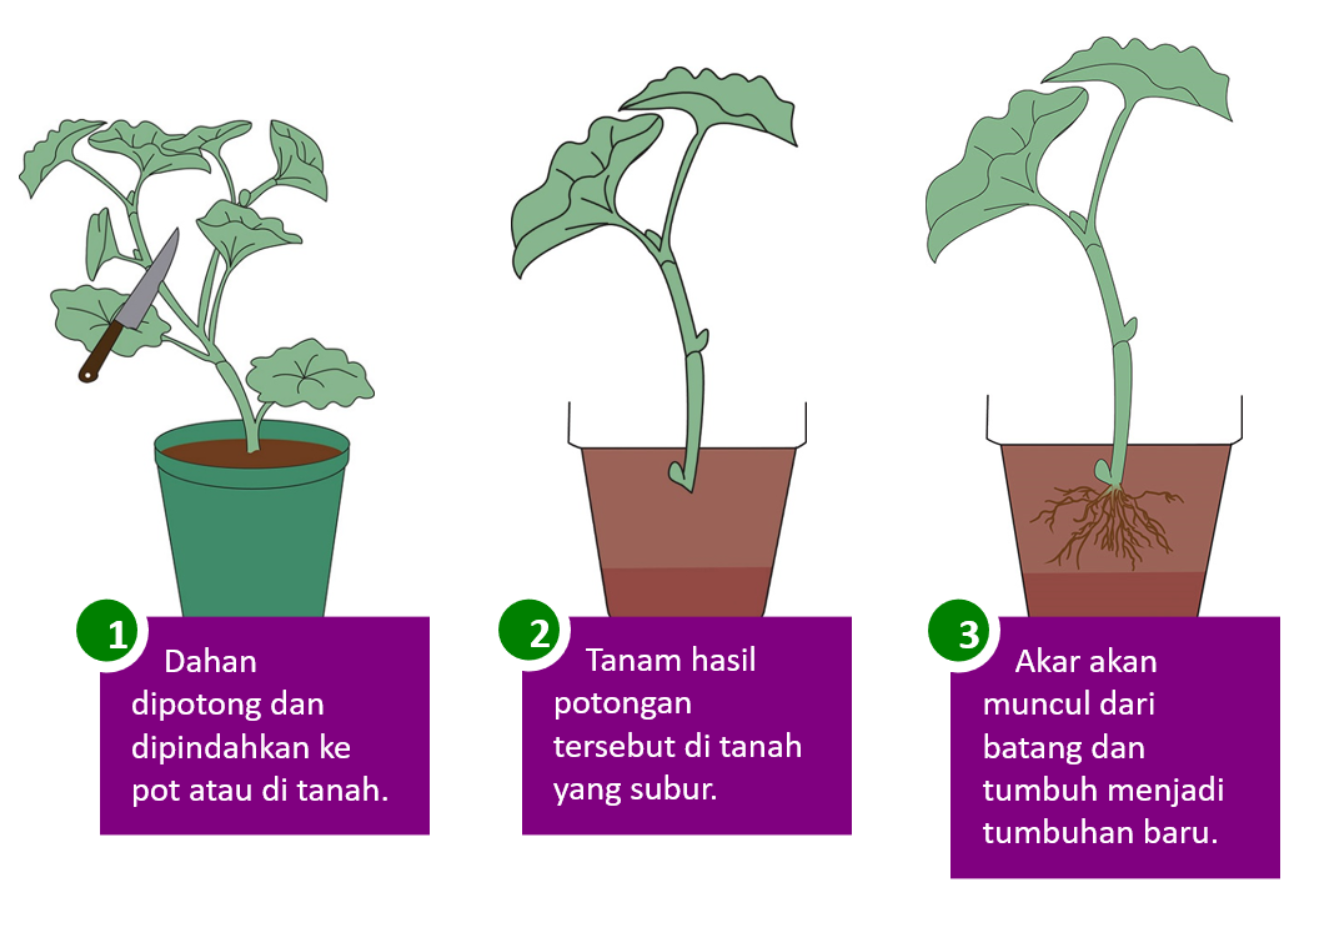 1
Dahan
dipotong dan
dipindahkan ke
pot atau di tanah.
2
Tanam hasil
potongan
tersebut di tanah
yang subur.
3
Akar akan
muncul dari
batang dan
tumbuh menjadi
tumbuhan baru.